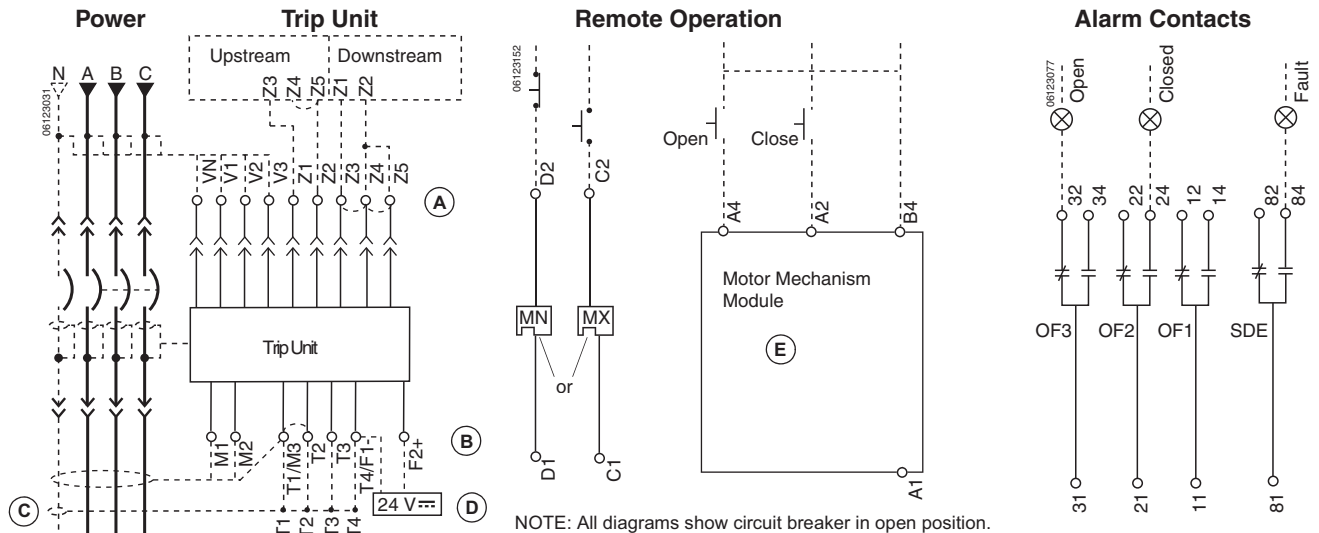 Power
Trip Unit
Remote Operation
Alarm Contacts
Upstream
Downstream
Z3
Z4
Z5
Z1
Z2
N
A
B
C
06123031
VN
V1
V2
V3
Z1
Z2
Z3
Z4
Z5
A
Trip Unit
M1
M2
T1/M3
T2
T3
T4/F1-
F2+
B
C
24 V
D
T1
T2
T3
T4
06123152
D2
C2
MN
MX
or
D1
C1
Open
Close
A4
A2
B4
Motor Mechanism
Module
E
A1
NOTE: All diagrams show circuit breaker in open position.
06123077
Open
Closed
Fault
32
34
22
24
12
14
82
84
OF3
OF2
OF1
SDE
31
21
11
81